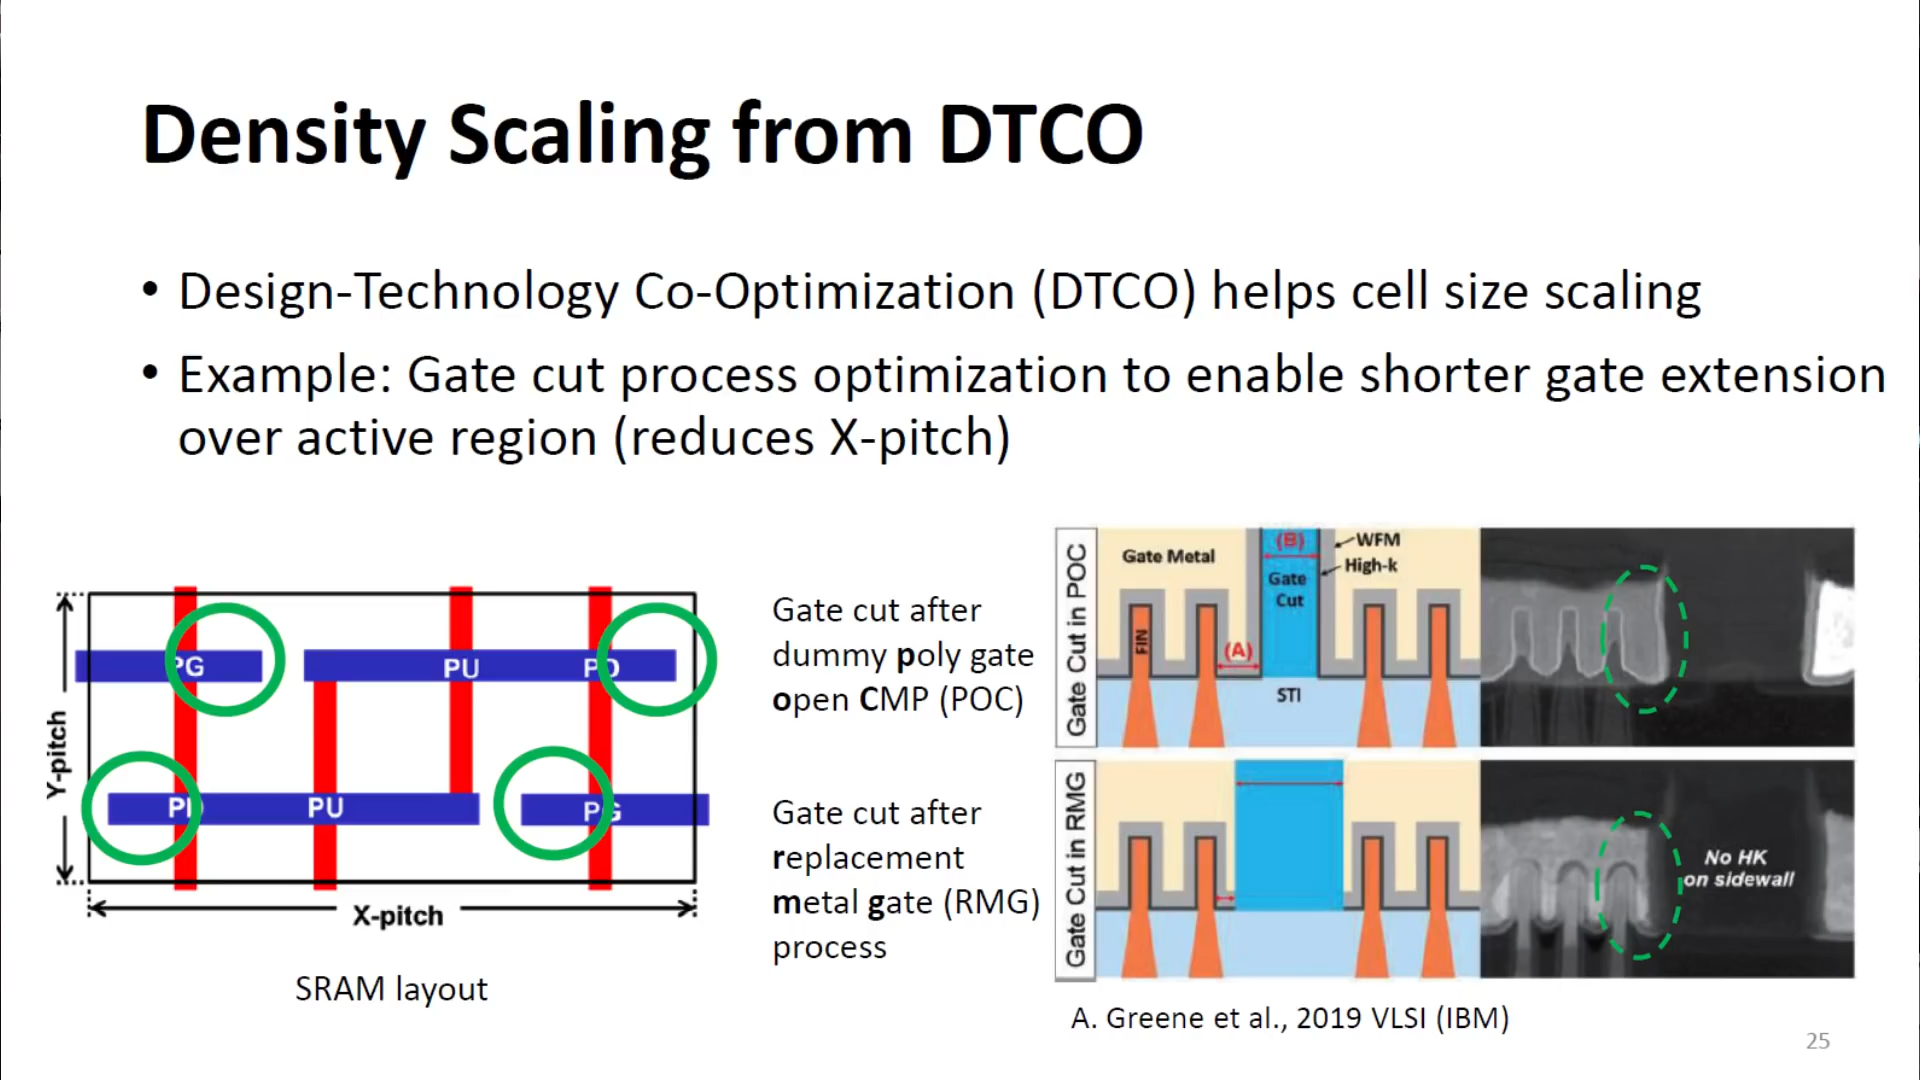 Density Scaling from DTCO
• Design-Technology Co-Optimization (DTCO) helps cell size scaling
• Example: Gate cut process optimization to enable shorter gate extension
over active region (reduces X-pitch)
PG
PU
PD
PU
PG
Y-pitch
X-pitch
SRAM layout
Gate cut after
dummy poly gate
open CMP (POC)
Gate cut after
replacement
metal gate (RMG)
process
Gate Cut in POC
Gate Metal
(B)
Gate
Cut
WFM
High-k
FIN
(A)
STI
Gate Cut in RMG
No HK
on sidewall
A. Greene et al., 2019 VLSI (IBM)
25